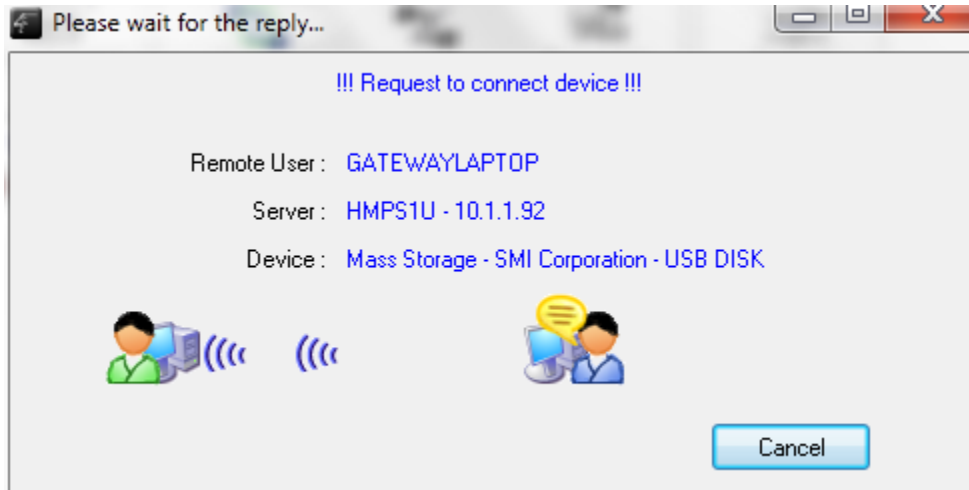 Please wait for the reply...
!!! Request to connect device !!!
Remote User : GATEWAYLAPTOP
Server : HMPS1U - 10.1.1.92
Device : Mass Storage - SMI Corporation - USB DISK
Cancel